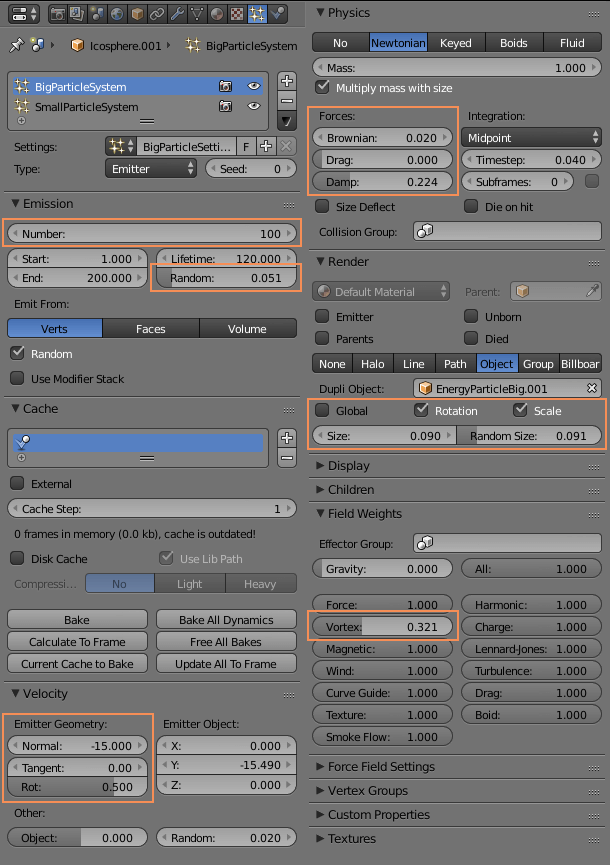 Icosphere.001
BigParticleSystem
BigParticleSystem
SmallParticleSystem
Settings: BigParticleSetti... F
Type: Emitter Seed: 0
Emission
Number: 100
Start: 1.000 Lifetime: 120.000
End: 200.000 Random: 0.051
Emit From:
Verts Faces Volume
Random
Use Modifier Stack
Cache
External
Cache Step: 1
0 frames in memory (0.0 kb), cache is outdated!
Disk Cache Use Lib Path
Compressi... No Light Heavy
Bake Bake All Dynamics
Calculate To Frame Free All Bakes
Current Cache to Bake Update All To Frame
Velocity
Emitter Geometry: Emitter Object:
Normal: -15.000 X: 0.000
Tangent: 0.00 Y: -15.490
Rot: 0.500 Z: 0.000
Other:
Object: 0.000 Random: 0.020
Physics
No Newtonian Keyed Boids Fluid
Mass: 1.000
Multiply mass with size
Forces: Integration:
Brownian: 0.020 Midpoint
Drag: 0.000 Timestep: 0.040
Damp: 0.224 Subframes: 0
Size Deflect Die on hit
Collision Group:
Render
Default Material Parent:
Emitter Unborn
Parents Died
None Halo Line Path Object Group Billboar
Dupli Object: EnergyParticleBig.001
Global Rotation Scale
Size: 0.090 Random Size: 0.091
Display
Children
Field Weights
Effector Group:
Gravity: 0.000 All: 1.000
Force: 1.000 Harmonic: 1.000
Vortex: 0.321 Charge: 1.000
Magnetic: 1.000 Lennard-Jones: 1.000
Wind: 1.000 Turbulence: 1.000
Curve Guide: 1.000 Drag: 1.000
Texture: 1.000 Boid: 1.000
Smoke Flow: 1.000
Force Field Settings
Vertex Groups
Custom Properties
Textures